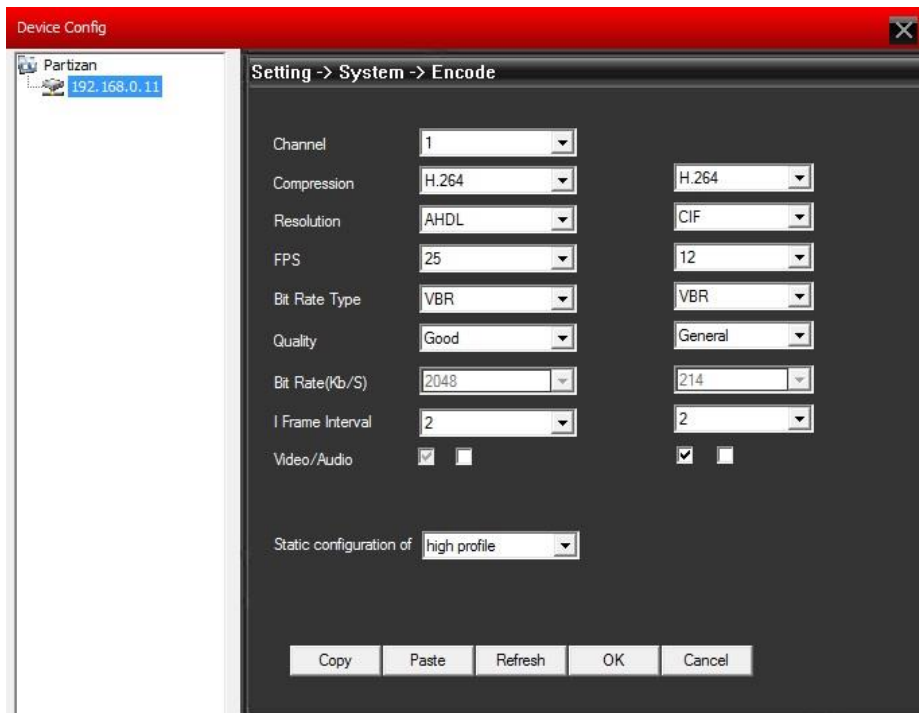 Device Config
Partizan
192.168.0.11
Setting -> System -> Encode
Channel 1
Compression H.264 H.264
Resolution AHDL CIF
FPS 25 12
Bit Rate Type VBR VBR
Quality Good General
Bit Rate(Kb/S) 2048 214
I Frame Interval 2 2
Video/Audio
Static configuration of high profile
Copy Paste Refresh OK Cancel